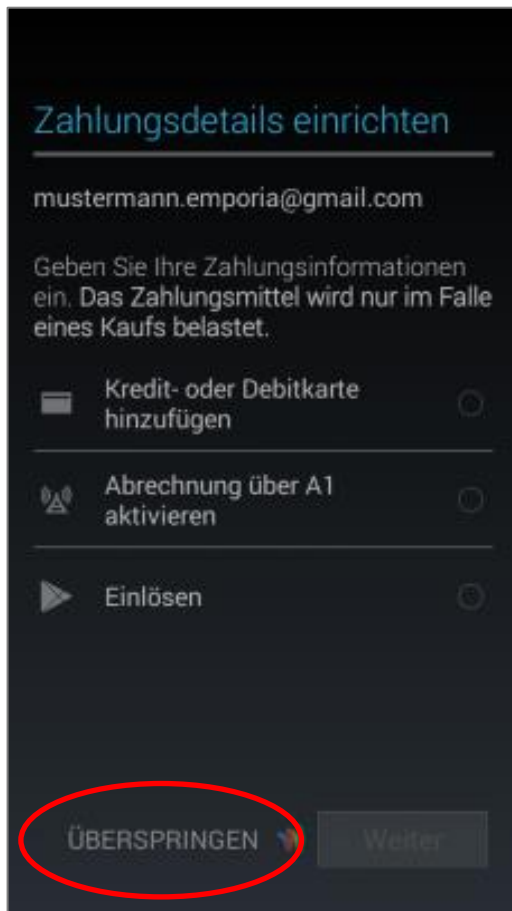 Zahlungsdetails einrichten
mustermann.emporia@gmail.com
Geben Sie Ihre Zahlungsinformationen
ein. Das Zahlungsmittel wird nur im Falle
eines Kaufs belastet.
Kredit- oder Debitkarte
hinzufügen
Abrechnung über A1
aktivieren
Einlösen
ÜBERSPRINGEN Weiter